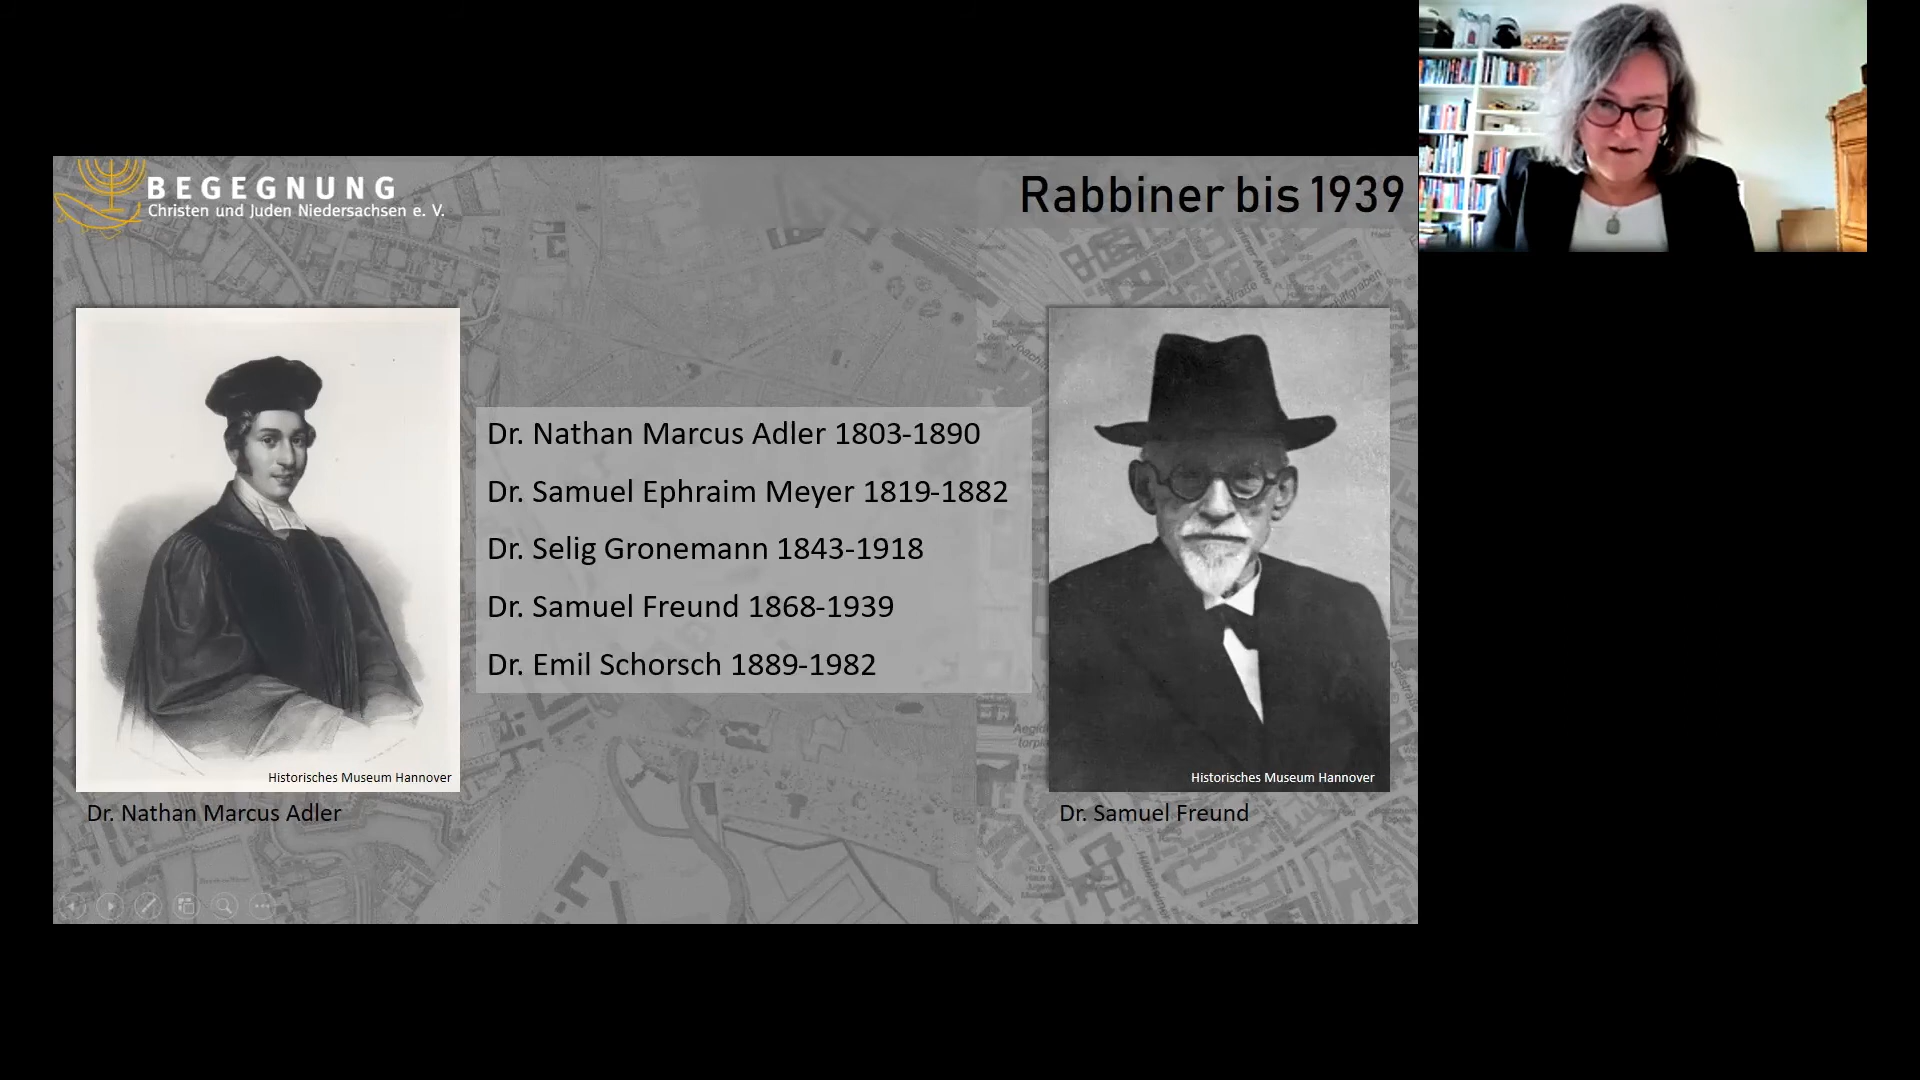 BEGEGNUNG
Christen und Juden Niedersachsen e. V.
Rabbiner bis 1939
Dr. Nathan Marcus Adler 1803-1890
Dr. Samuel Ephraim Meyer 1819-1882
Dr. Selig Gronemann 1843-1918
Dr. Samuel Freund 1868-1939
Dr. Emil Schorsch 1889-1982
Historisches Museum Hannover
Dr. Nathan Marcus Adler
Historisches Museum Hannover
Dr. Samuel Freund